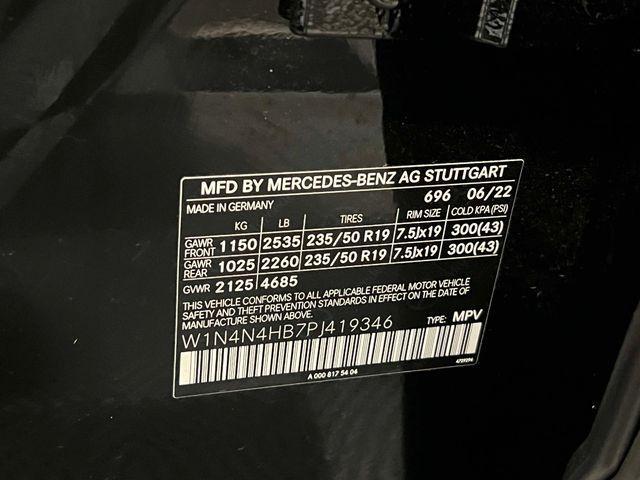 MFD BY MERCEDES-BENZ AG STUTTGART
MADE IN GERMANY 696 06/22
KG LB TIRES RIM SIZE COLD KPA (PSI)
GAWR FRONT 1150 2535 235/50 R19 7.5Jx19 300(43)
GAWR REAR 1025 2260 235/50 R19 7.5Jx19 300(43)
GVWR 2125 4685
THIS VEHICLE CONFORMS TO ALL APPLICABLE FEDERAL MOTOR VEHICLE
SAFETY AND THEFT PREVENTION STANDARDS IN EFFECT ON THE DATE OF
MANUFACTURE SHOWN ABOVE.
W1N4N4HB7PJ419346 TYPE: MPV
A 000 817 54 04